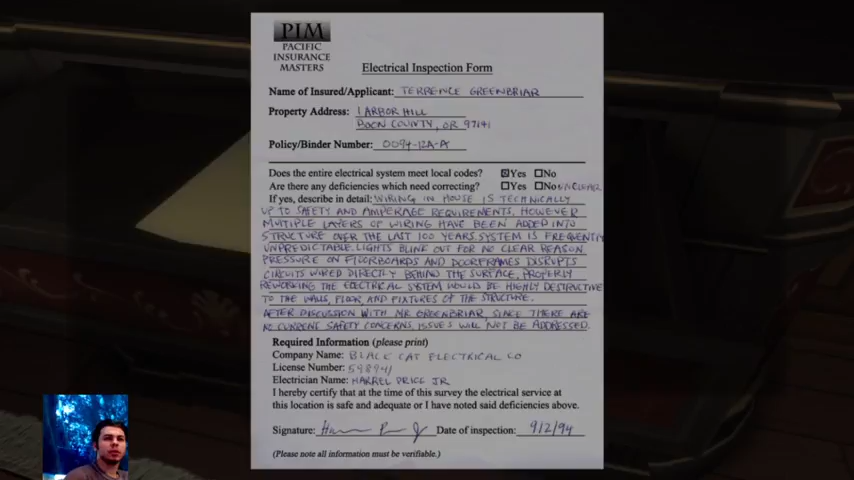 PIM
PACIFIC
INSURANCE
MASTERS
Electrical Inspection Form
Name of Insured/Applicant: TERRENCE GREENBRIAR
Property Address: 1 ARBOR HILL
BOON COUNTY, OR 97141
Policy/Binder Number: 0094-12A-A
Does the entire electrical system meet local codes? ☒Yes ☐No
Are there any deficiencies which need correcting? ☐Yes ☐No UNCLEAR
If yes, describe in detail: WIRING IN HOUSE IS TECHNICALLY
UP TO SAFETY AND AMPERAGE REQUIREMENTS. HOWEVER
MULTIPLE LAYERS OF WIRING HAVE BEEN ADDED INTO
STRUCTURE OVER THE LAST 100 YEARS. SYSTEM IS FREQUENTLY
UNPREDICTABLE. LIGHTS BLINK OUT FOR NO CLEAR REASON.
PRESSURE ON FLOORBOARDS AND DOORFRAMES DISRUPTS
CIRCUITS WIRED DIRECTLY BEHIND THE SURFACE. PROPERLY
REWORKING THE ELECTRICAL SYSTEM WOULD BE HIGHLY DESTRUCTIVE
TO THE WALLS, FLOOR, AND FIXTURES OF THE STRUCTURE.
AFTER DISCUSSION WITH MR GREENBRIAR, SINCE THERE ARE
NO CURRENT SAFETY CONCERNS, ISSUES WILL NOT BE ADDRESSED.
Required Information (please print)
Company Name: BLACK CAT ELECTRICAL CO
License Number: 598941
Electrician Name: HARREL PRICE JR
I hereby certify that at the time of this survey the electrical service at
this location is safe and adequate or I have noted said deficiencies above.
Signature: Date of inspection: 9/2/94
(Please note all information must be verifiable.)